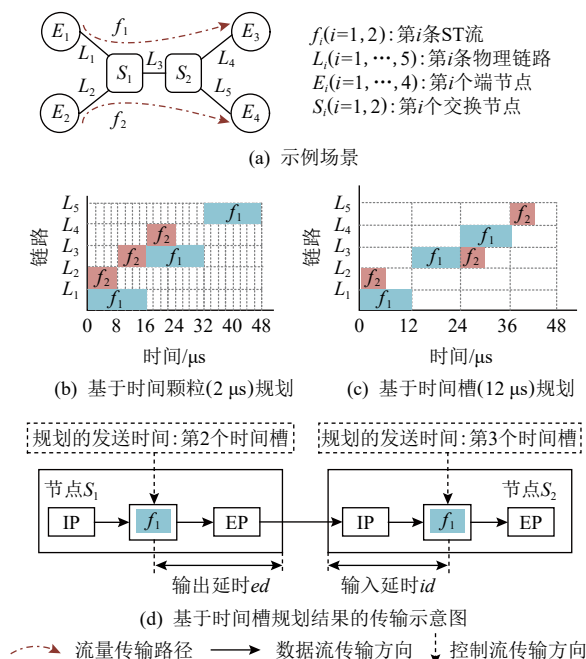 E1 f1 E3
L1 L3 L4
S1 S2
L2 L5
E2 f2 E4
fi(i=1,2): 第i条ST流
Li(i=1,…,5): 第i条物理链路
Ei(i=1,…,4): 第i个端节点
Si(i=1,2): 第i个交换节点
(a) 示例场景
链路
L5 f1
L4 f2
L3 f2 f1
L2 f2
L1 f1
0 8 16 24 32 40 48
时间/μs
(b) 基于时间颗粒(2 μs)规划
链路
L5 f2
L4 f1
L3 f1 f2
L2 f2
L1 f1
0 12 24 36 48
时间/μs
(c) 基于时间槽(12 μs)规划
规划的发送时间: 第2个时间槽
规划的发送时间: 第3个时间槽
节点S1
节点S2
IP f1 EP IP f1 EP
输出延时ed
输入延时id
(d) 基于时间槽规划结果的传输示意图
流量传输路径
数据流传输方向
控制流传输方向